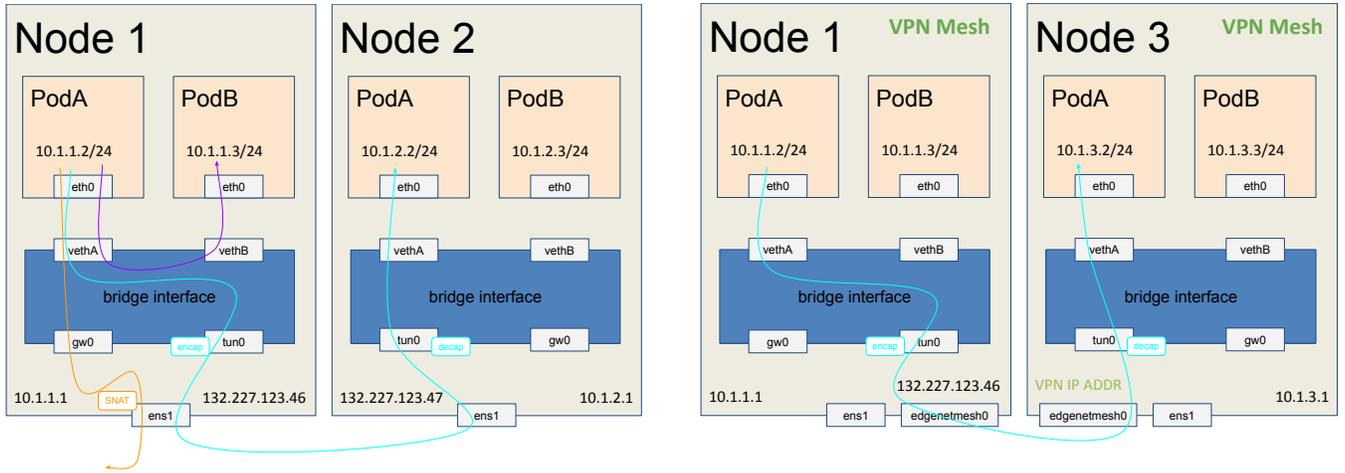 Node 1
PodA
10.1.1.2/24
eth0
PodB
10.1.1.3/24
eth0
vethA
vethB
bridge interface
gw0
encap
tun0
10.1.1.1
SNAT
132.227.123.46
ens1
Node 2
PodA
10.1.2.2/24
eth0
PodB
10.1.2.3/24
eth0
vethA
vethB
bridge interface
tun0
decap
gw0
132.227.123.47
10.1.2.1
ens1
Node 1
VPN Mesh
PodA
10.1.1.2/24
eth0
PodB
10.1.1.3/24
eth0
vethA
vethB
bridge interface
gw0
encap
tun0
10.1.1.1
132.227.123.46
ens1
edgenetmesh0
Node 3
VPN Mesh
PodA
10.1.3.2/24
eth0
PodB
10.1.3.3/24
eth0
vethA
vethB
bridge interface
tun0
decap
gw0
VPN IP ADDR
10.1.3.1
edgenetmesh0
ens1